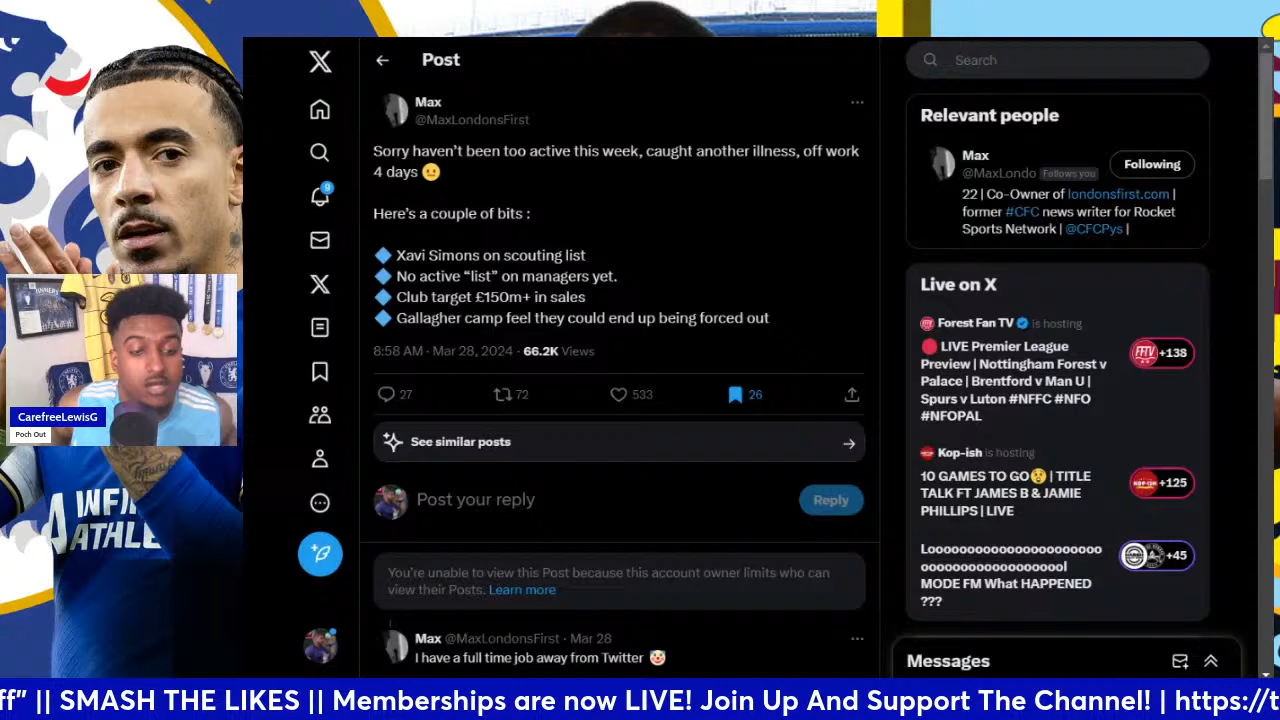 Post
Search
Max
@MaxLondonsFirst
Sorry haven't been too active this week, caught another illness, off work
4 days 😐
Here's a couple of bits :
🔷 Xavi Simons on scouting list
🔷 No active “list” on managers yet.
🔷 Club target £150m+ in sales
🔷 Gallagher camp feel they could end up being forced out
8:58 AM · Mar 28, 2024 · 66.2K Views
27
72
533
26
See similar posts
Post your reply
Reply
You're unable to view this Post because this account owner limits who can
view their Posts. Learn more
Max @MaxLondonsFirst · Mar 28
I have a full time job away from Twitter 🤡
Relevant people
Max
@MaxLondo Follows you
Following
22 | Co-Owner of londonsfirst.com |
former #CFC news writer for Rocket
Sports Network | @CFCPys |
Live on X
Forest Fan TV is hosting
🔴 LIVE Premier League
Preview | Nottingham Forest v
Palace | Brentford v Man U |
Spurs v Luton #NFFC #NFO
#NFOPAL
FFTV
+138
Kop-ish is hosting
10 GAMES TO GO😲 | TITLE
TALK FT JAMES B & JAMIE
PHILLIPS | LIVE
+125
Looooooooooooooooooooooo
oooooooooooooooooool
MODE FM What HAPPENED
???
+45
Messages
9
CarefreeLewisG
Poch Out
INFIN
ATHLE
ff” || SMASH THE LIKES || Memberships are now LIVE! Join Up And Support The Channel! | https://t